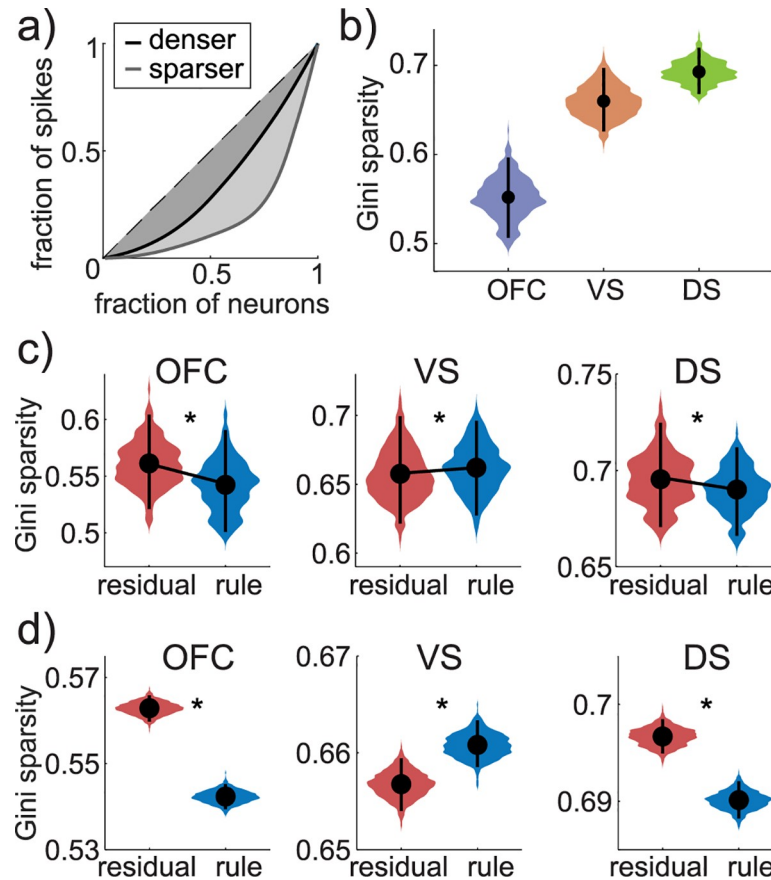 a)
1
denser
sparser
0.5
0
0.5
1
fraction of spikes
fraction of neurons
b)
0.7
0.6
0.5
Gini sparsity
OFC
VS
DS
c)
OFC
0.6
0.55
0.5
Gini sparsity
*
residual
rule
VS
0.7
0.65
0.6
*
residual
rule
DS
0.75
0.7
0.65
*
residual
rule
d)
OFC
0.57
0.55
0.53
Gini sparsity
*
residual
rule
VS
0.67
0.66
0.65
*
residual
rule
DS
0.7
0.69
*
residual
rule